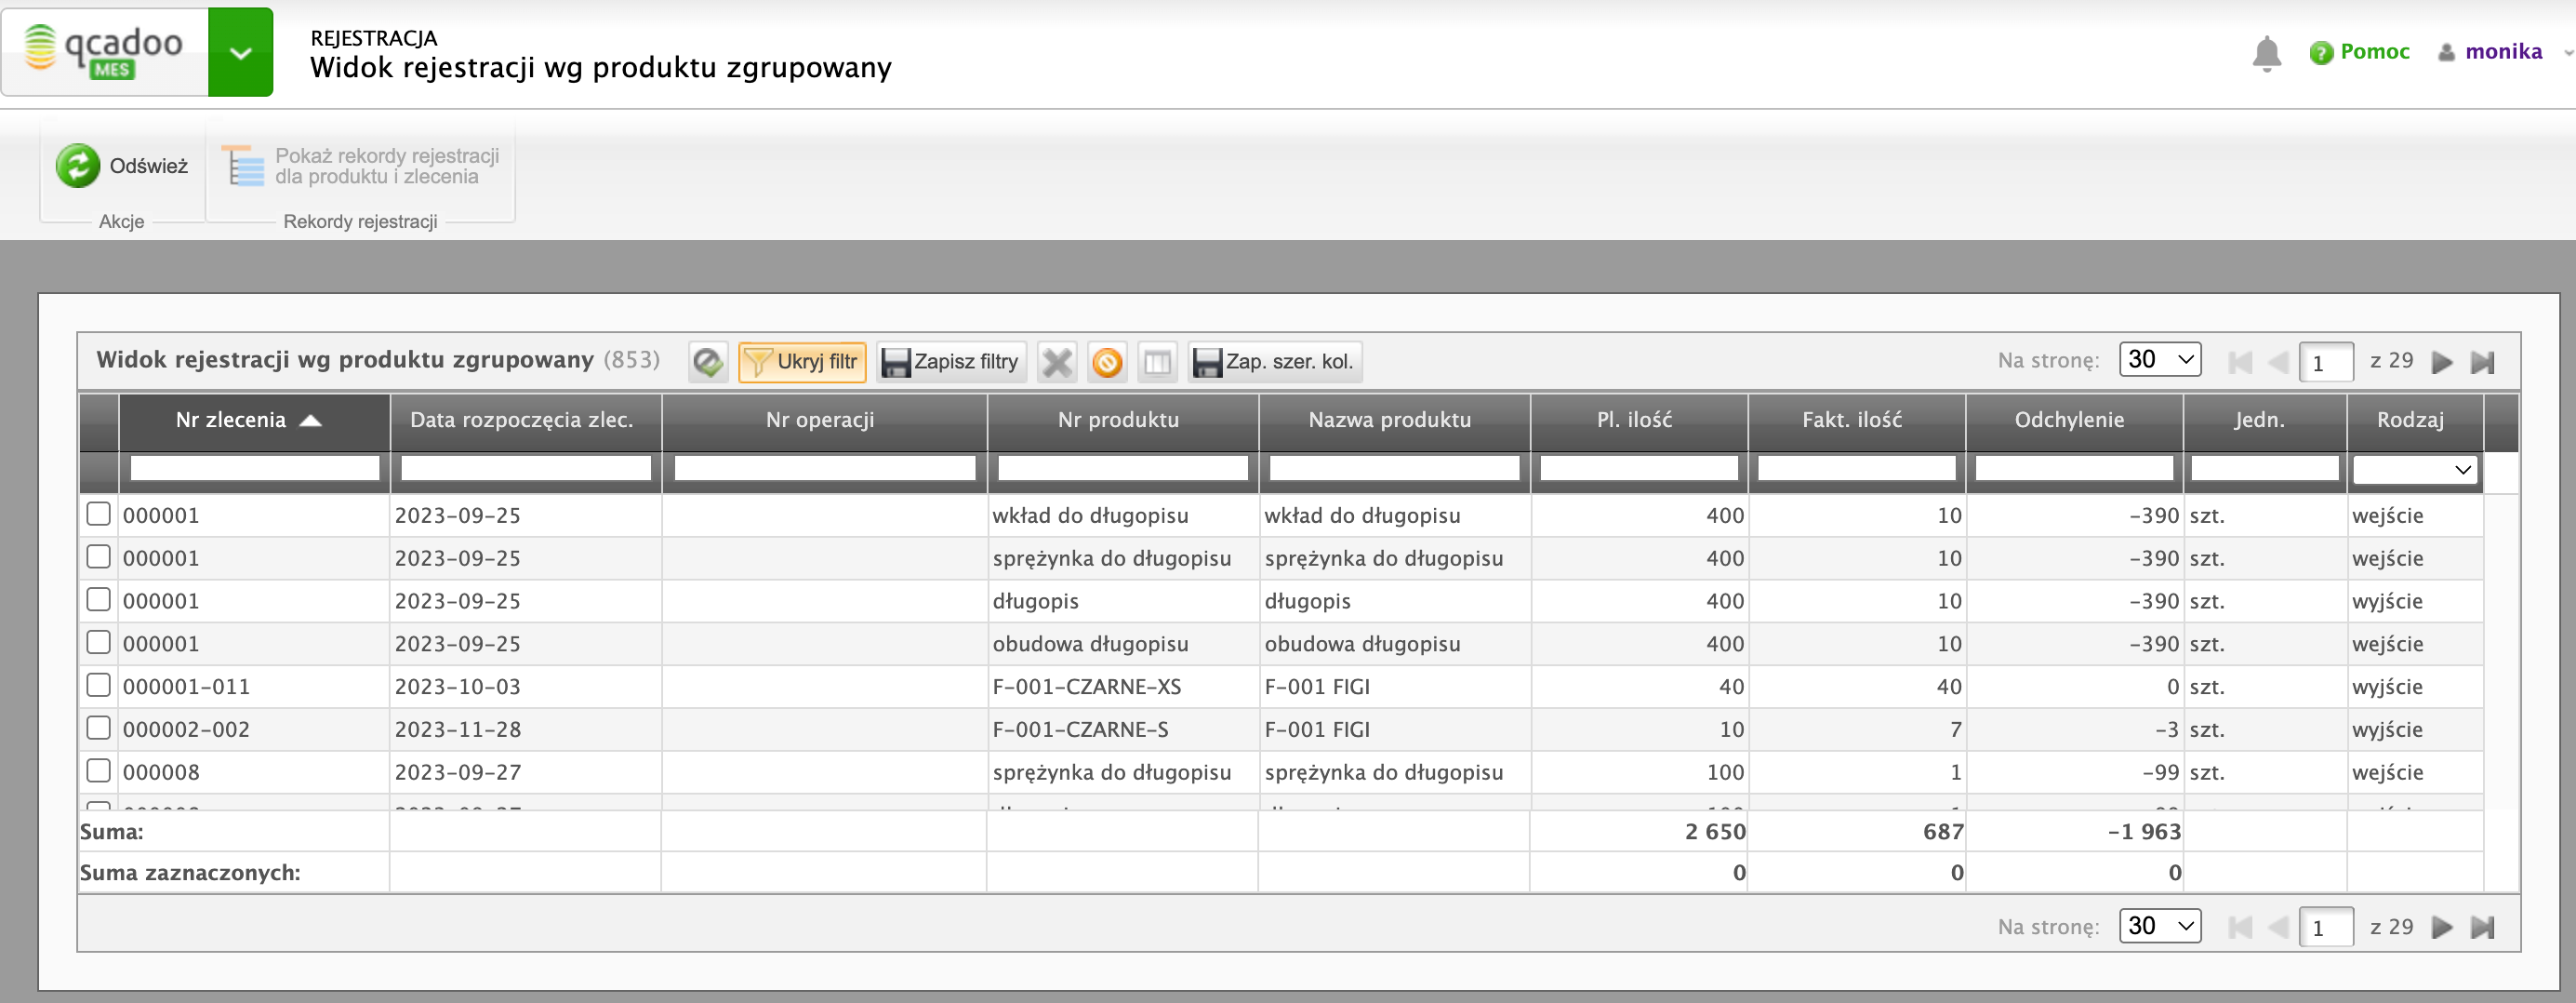 qcadoo
MES
REJESTRACJA
Widok rejestracji wg produktu zgrupowany
Pomoc
monika
Odśwież
Akcje
Pokaż rekordy rejestracji
dla produktu i zlecenia
Rekordy rejestracji
Widok rejestracji wg produktu zgrupowany (853) Ukryj filtr Zapisz filtry Zap. szer. kol. Na stronę: 30 1 z 29
Nr zlecenia Data rozpoczęcia zlec. Nr operacji Nr produktu Nazwa produktu Pl. ilość Fakt. ilość Odchylenie Jedn. Rodzaj
000001 2023-09-25 wkład do długopisu wkład do długopisu 400 10 -390 szt. wejście
000001 2023-09-25 sprężynka do długopisu sprężynka do długopisu 400 10 -390 szt. wejście
000001 2023-09-25 długopis długopis 400 10 -390 szt. wyjście
000001 2023-09-25 obudowa długopisu obudowa długopisu 400 10 -390 szt. wejście
000001-011 2023-10-03 F-001-CZARNE-XS F-001 FIGI 40 40 0 szt. wyjście
000002-002 2023-11-28 F-001-CZARNE-S F-001 FIGI 10 7 -3 szt. wyjście
000008 2023-09-27 sprężynka do długopisu sprężynka do długopisu 100 1 -99 szt. wejście
Suma: 2 650 687 -1 963
Suma zaznaczonych: 0 0 0
Na stronę: 30 1 z 29